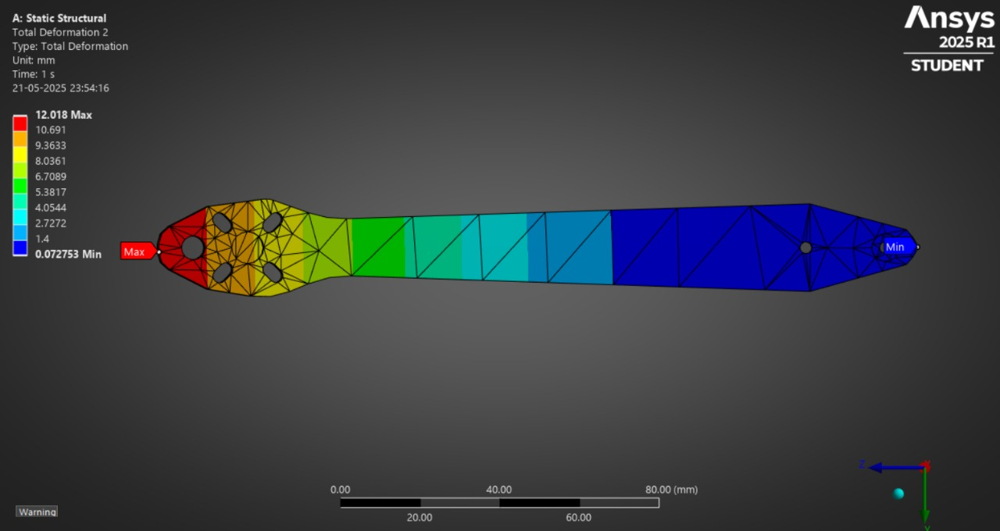 A: Static Structural
Total Deformation 2
Type: Total Deformation
Unit: mm
Time: 1 s
21-05-2025 23:54:16
12.018 Max
10.691
9.3633
8.0361
6.7089
5.3817
4.0544
2.7272
1.4
0.072753 Min
Ansys
2025 R1
STUDENT
Max
Min
0.00 40.00 80.00 (mm)
20.00 60.00
Z
Y
Warning